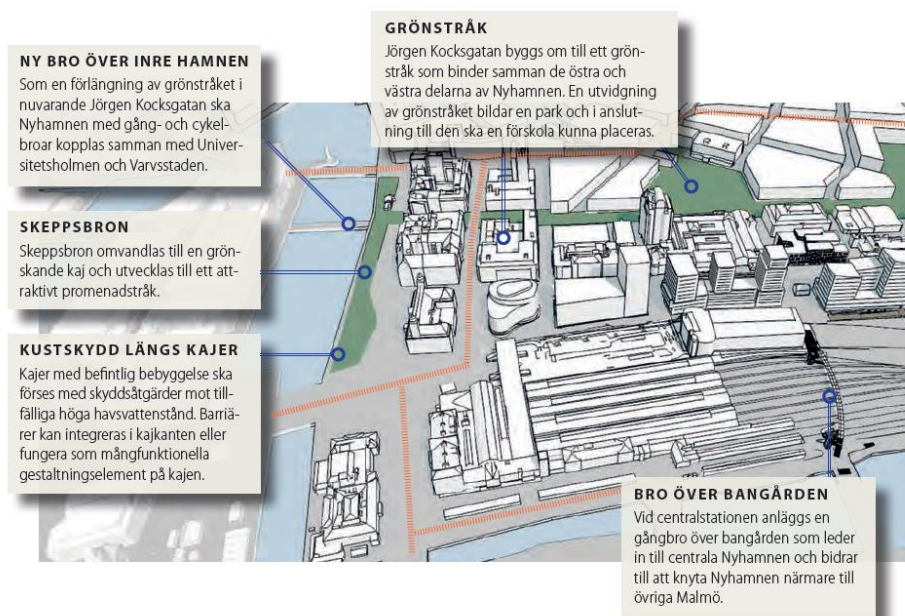 NY BRO ÖVER INRE HAMNEN
Som en förlängning av grönstråket i
nuvarande Jörgen Kocksgatan ska
Nyhamnen med gång- och cykel-
broar kopplas samman med Univer-
sitetsholmen och Varvsstaden.
SKEPPSBRON
Skeppsbron omvandlas till en grön-
skande kaj och utvecklas till ett att-
raktivt promenadstråk.
KUSTSKYDD LÄNGS KAJER
Kajer med befintlig bebyggelse ska
förses med skyddsåtgärder mot till-
fälliga höga havsvattenstånd. Barriä-
rer kan integreras i kajkanten eller
fungera som mångfunktionella
gestaltningselement på kajen.
GRÖNSTRÅK
Jörgen Kocksgatan byggs om till ett grön-
stråk som binder samman de östra och
västra delarna av Nyhamnen. En utvidgning
av grönstråket bildar en park och i anslut-
ning till den ska en förskola kunna placeras.
BRO ÖVER BANGÅRDEN
Vid centralstationen anläggs en
gångbro över bangården som leder
in till centrala Nyhamnen och bidrar
till att knyta Nyhamnen närmare till
övriga Malmö.